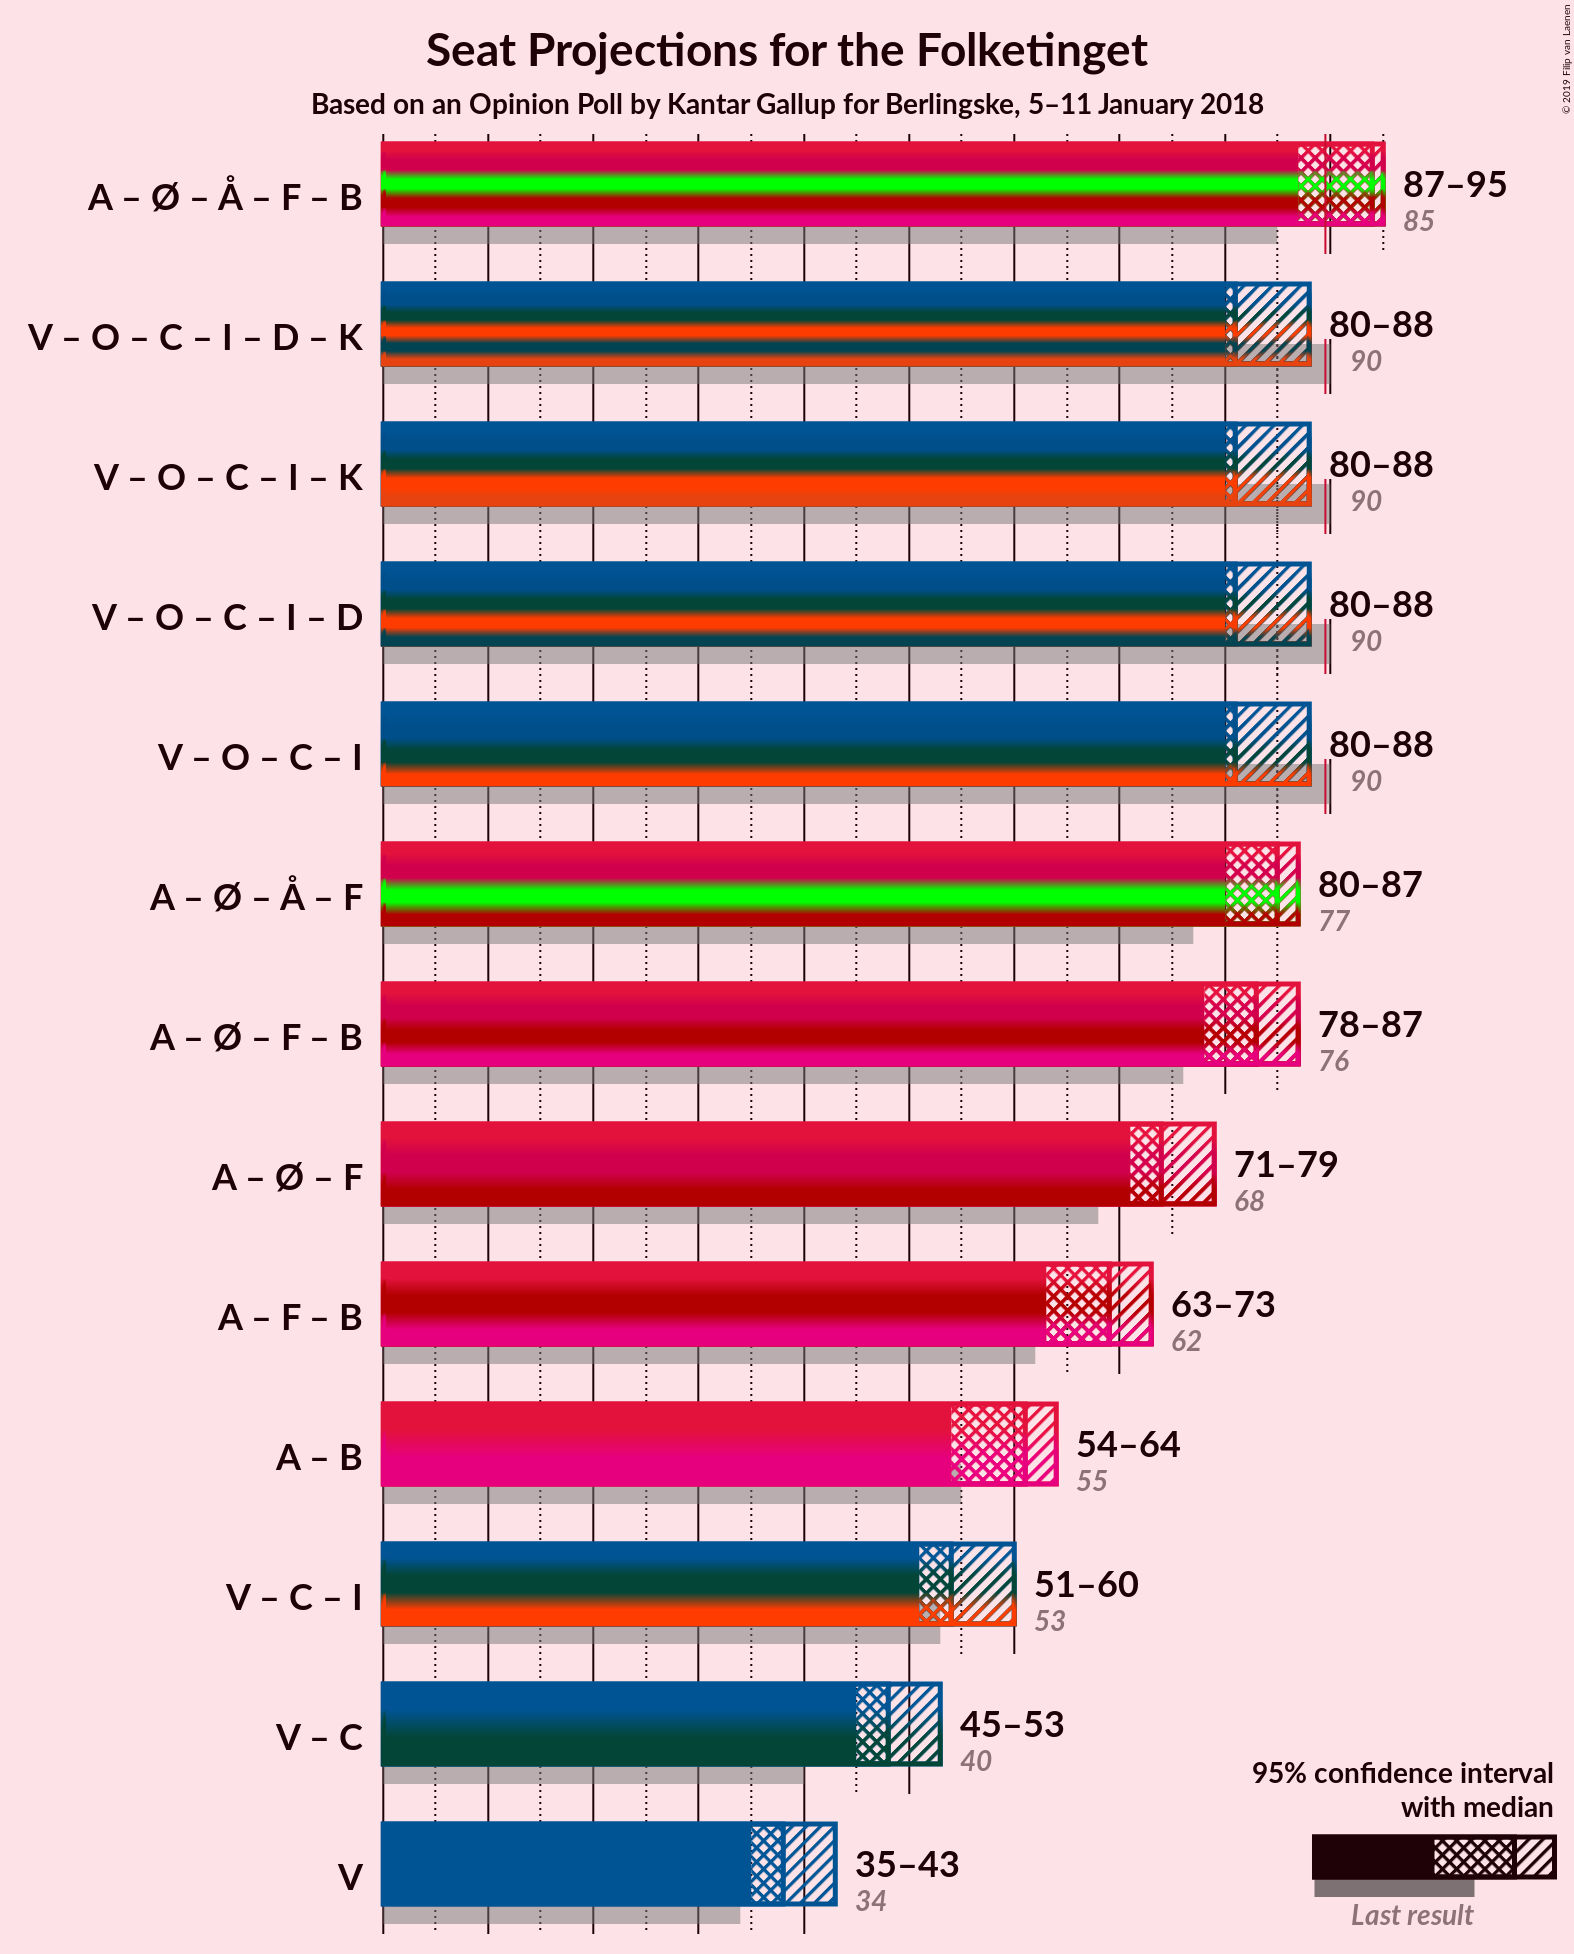 Seat Projections for the Folketinget
Based on an Opinion Poll by Kantar Gallup for Berlingske, 5–11 January 2018
© 2019 Filip van Laenen
A – Ø – Å – F – B
87–95
85
V – O – C – I – D – K
80–88
90
V – O – C – I – K
80–88
90
V – O – C – I – D
80–88
90
V – O – C – I
80–88
90
A – Ø – Å – F
80–87
77
A – Ø – F – B
78–87
76
A – Ø – F
71–79
68
A – F – B
63–73
62
A – B
54–64
55
V – C – I
51–60
53
V – C
45–53
40
V
35–43
34
95% confidence interval
with median
Last result